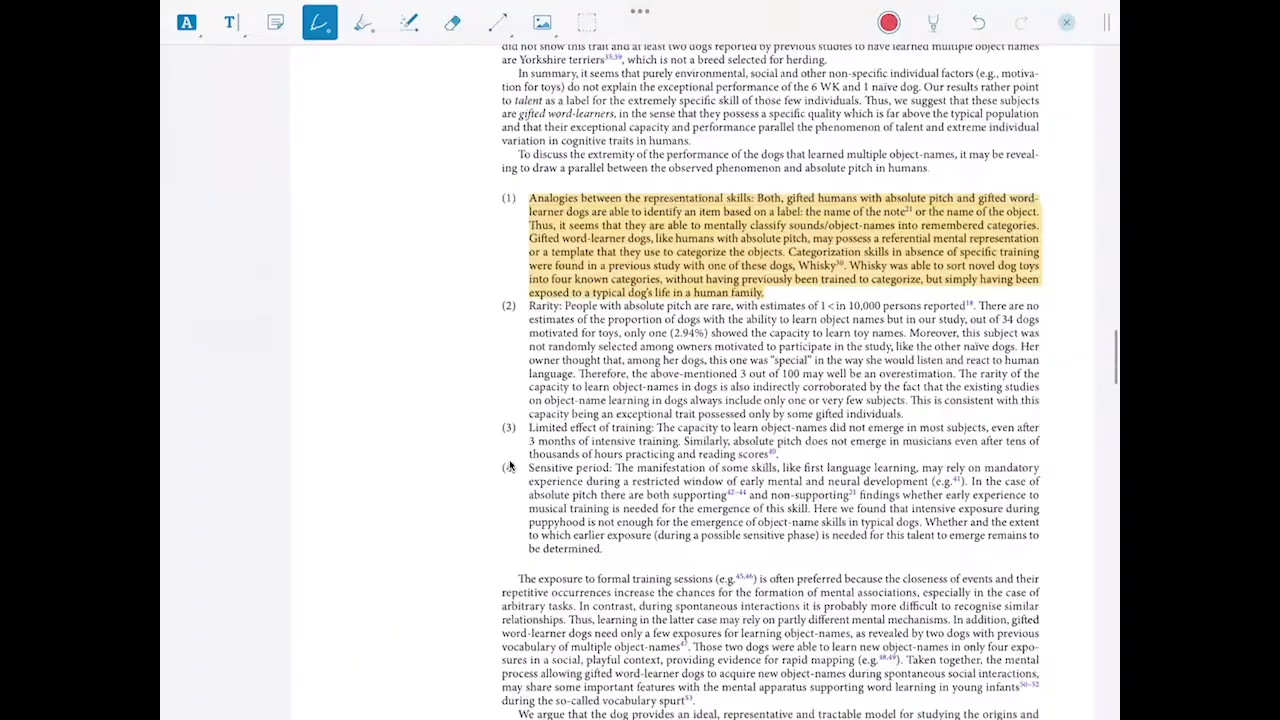 A
T
did not show this trait and at least two dogs reported by previous studies to have learned multiple object names
are Yorkshire terriers33,39, which is not a breed selected for herding.
In summary, it seems that purely environmental, social and other non-specific individual factors (e.g., motiva-
tion for toys) do not explain the exceptional performance of the 6 WK and 1 naïve dog. Our results rather point
to talent as a label for the extremely specific skill of those few individuals. Thus, we suggest that these subjects
are gifted word-learners, in the sense that they possess a specific quality which is far above the typical population
and that their exceptional capacity and performance parallel the phenomenon of talent and extreme individual
variation in cognitive traits in humans.
To discuss the extremity of the performance of the dogs that learned multiple object-names, it may be reveal-
ing to draw a parallel between the observed phenomenon and absolute pitch in humans.
(1) Analogies between the representational skills: Both, gifted humans with absolute pitch and gifted word-
learner dogs are able to identify an item based on a label: the name of the note21 or the name of the object.
Thus, it seems that they are able to mentally classify sounds/object-names into remembered categories.
Gifted word-learner dogs, like humans with absolute pitch, may possess a referential mental representation
or a template that they use to categorize the objects. Categorization skills in absence of specific training
were found in a previous study with one of these dogs, Whisky30. Whisky was able to sort novel dog toys
into four known categories, without having previously been trained to categorize, but simply having been
exposed to a typical dog's life in a human family.
(2) Rarity: People with absolute pitch are rare, with estimates of 1 < in 10,000 persons reported18. There are no
estimates of the proportion of dogs with the ability to learn object names but in our study, out of 34 dogs
motivated for toys, only one (2.94%) showed the capacity to learn toy names. Moreover, this subject was
not randomly selected among owners motivated to participate in the study, like the other naïve dogs. Her
owner thought that, among her dogs, this one was "special" in the way she would listen and react to human
language. Therefore, the above-mentioned 3 out of 100 may well be an overestimation. The rarity of the
capacity to learn object-names in dogs is also indirectly corroborated by the fact that the existing studies
on object-name learning in dogs always include only one or very few subjects. This is consistent with this
capacity being an exceptional trait possessed only by some gifted individuals.
(3) Limited effect of training: The capacity to learn object-names did not emerge in most subjects, even after
3 months of intensive training. Similarly, absolute pitch does not emerge in musicians even after tens of
thousands of hours practicing and reading scores40.
(4) Sensitive period: The manifestation of some skills, like first language learning, may rely on mandatory
experience during a restricted window of early mental and neural development (e.g.41). In the case of
absolute pitch there are both supporting42–44 and non-supporting21 findings whether early experience to
musical training is needed for the emergence of this skill. Here we found that intensive exposure during
puppyhood is not enough for the emergence of object-name skills in typical dogs. Whether and the extent
to which earlier exposure (during a possible sensitive phase) is needed for this talent to emerge remains to
be determined.
The exposure to formal training sessions (e.g.45,46) is often preferred because the closeness of events and their
repetitive occurrences increase the chances for the formation of mental associations, especially in the case of
arbitrary tasks. In contrast, during spontaneous interactions it is probably more difficult to recognise similar
relationships. Thus, learning in the latter case may rely on partly different mental mechanisms. In addition, gifted
word-learner dogs need only a few exposures for learning object-names, as revealed by two dogs with previous
vocabulary of multiple object-names47. Those two dogs were able to learn new object-names in only four expo-
sures in a social, playful context, providing evidence for rapid mapping (e.g.48,49). Taken together, the mental
process allowing gifted word-learner dogs to acquire new object-names during spontaneous social interactions,
may share some important features with the mental apparatus supporting word learning in young infants50–52
during the so-called vocabulary spurt53.
We argue that the dog provides an ideal, representative and tractable model for studying the origins and